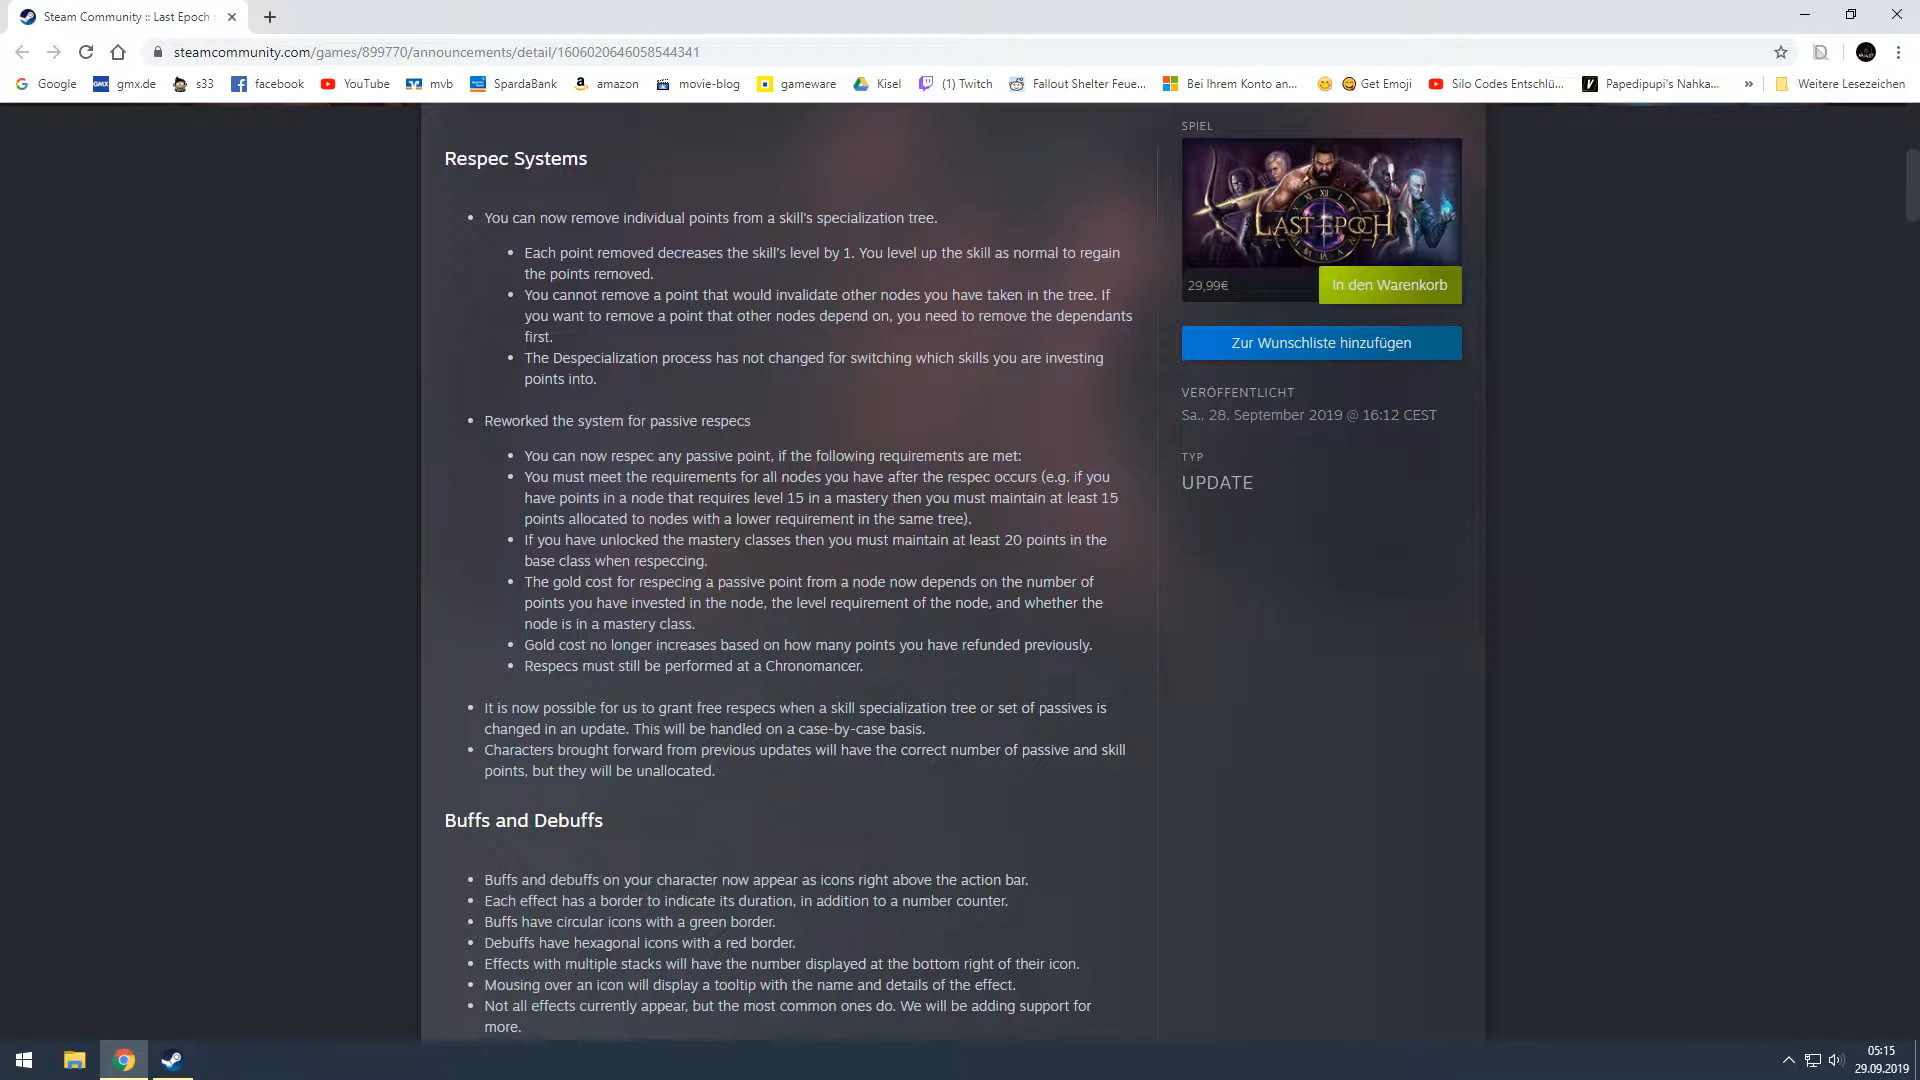 Steam Community :: Last Epoch
steamcommunity.com/games/899770/announcements/detail/1606020646058544341
Google
GMX
gmx.de
s33
facebook
YouTube
mvb
SpardaBank
amazon
movie-blog
gameware
Kisel
(1) Twitch
Fallout Shelter Feue...
Bei Ihrem Konto an...
Get Emoji
Silo Codes Entschlü...
Papedipupi's Nahka...
»
Weitere Lesezeichen
Respec Systems
• You can now remove individual points from a skill's specialization tree.
• Each point removed decreases the skill's level by 1. You level up the skill as normal to regain
the points removed.
• You cannot remove a point that would invalidate other nodes you have taken in the tree. If
you want to remove a point that other nodes depend on, you need to remove the dependants
first.
• The Despecialization process has not changed for switching which skills you are investing
points into.
• Reworked the system for passive respecs
• You can now respec any passive point, if the following requirements are met:
• You must meet the requirements for all nodes you have after the respec occurs (e.g. if you
have points in a node that requires level 15 in a mastery then you must maintain at least 15
points allocated to nodes with a lower requirement in the same tree).
• If you have unlocked the mastery classes then you must maintain at least 20 points in the
base class when respeccing.
• The gold cost for respecing a passive point from a node now depends on the number of
points you have invested in the node, the level requirement of the node, and whether the
node is in a mastery class.
• Gold cost no longer increases based on how many points you have refunded previously.
• Respecs must still be performed at a Chronomancer.
• It is now possible for us to grant free respecs when a skill specialization tree or set of passives is
changed in an update. This will be handled on a case-by-case basis.
• Characters brought forward from previous updates will have the correct number of passive and skill
points, but they will be unallocated.
Buffs and Debuffs
• Buffs and debuffs on your character now appear as icons right above the action bar.
• Each effect has a border to indicate its duration, in addition to a number counter.
• Buffs have circular icons with a green border.
• Debuffs have hexagonal icons with a red border.
• Effects with multiple stacks will have the number displayed at the bottom right of their icon.
• Mousing over an icon will display a tooltip with the name and details of the effect.
• Not all effects currently appear, but the most common ones do. We will be adding support for
more.
SPIEL
LAST EPOCH
29,99€
In den Warenkorb
Zur Wunschliste hinzufügen
VERÖFFENTLICHT
Sa., 28. September 2019 @ 16:12 CEST
TYP
UPDATE
05:15
29.09.2019